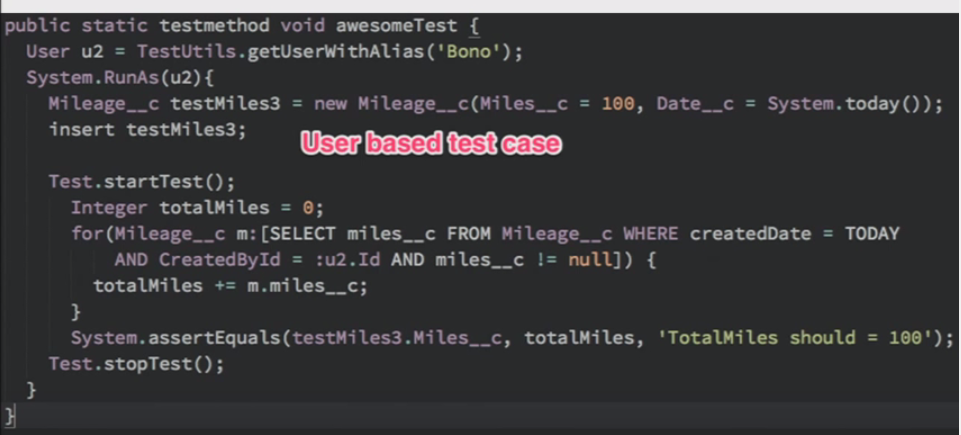 public static testmethod void awesomeTest {
User u2 = TestUtils.getUserWithAlias('Bono');
System.RunAs(u2){
Mileage__c testMiles3 = new Mileage__c(Miles__c = 100, Date__c = System.today());
insert testMiles3;
User based test case
Test.startTest();
Integer totalMiles = 0;
for(Mileage__c m:[SELECT miles__c FROM Mileage__c WHERE createdDate = TODAY
AND CreatedById = :u2.Id AND miles__c != null]) {
totalMiles += m.miles__c;
}
System.assertEquals(testMiles3.Miles__c, totalMiles, 'TotalMiles should = 100');
Test.stopTest();
}
}